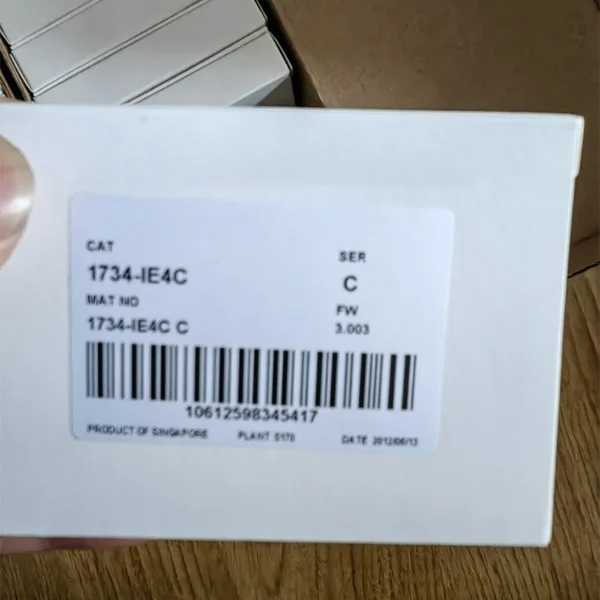 CAT
SER
1734-IE4C
C
MAT NO
FW
1734-IE4C C
3.003
10612598345417
PRODUCT OF SINGAPORE PLANT 5170 DATE 2012/06/13